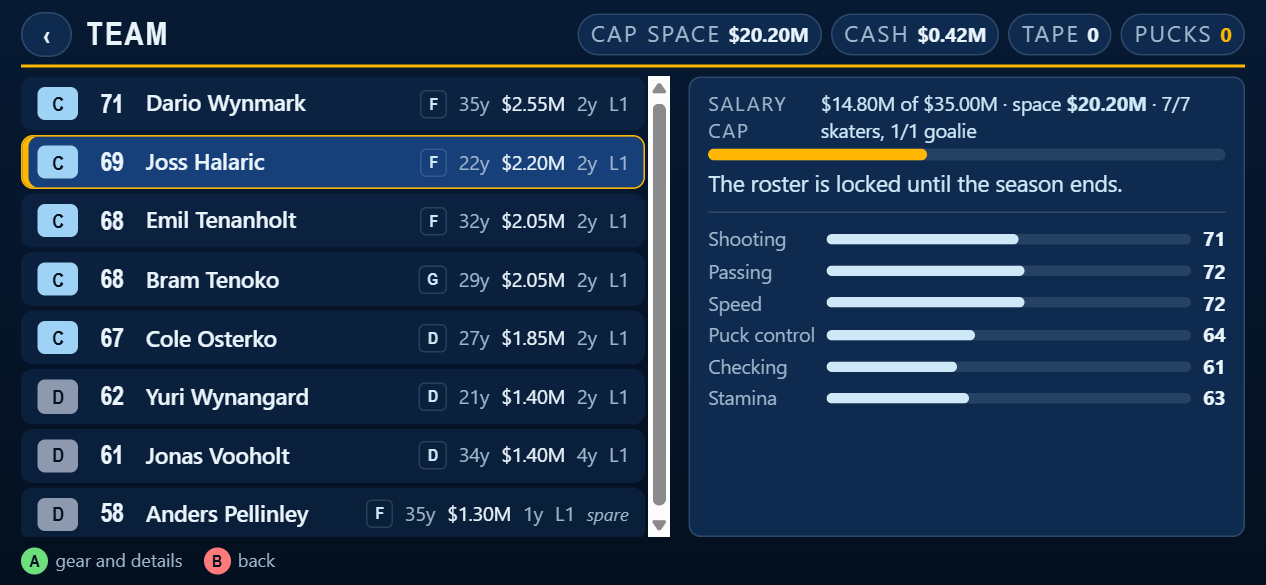 ‹ TEAM CAP SPACE $20.20M CASH $0.42M TAPE 0 PUCKS 0
C 71 Dario Wynmark F 35y $2.55M 2y L1
C 69 Joss Halaric F 22y $2.20M 2y L1
C 68 Emil Tenanholt F 32y $2.05M 2y L1
C 68 Bram Tenoko G 29y $2.05M 2y L1
C 67 Cole Osterko D 27y $1.85M 2y L1
D 62 Yuri Wynangard D 21y $1.40M 2y L1
D 61 Jonas Vooholt D 34y $1.40M 4y L1
D 58 Anders Pellinley F 35y $1.30M 1y L1 spare
SALARY CAP
$14.80M of $35.00M · space $20.20M · 7/7
skaters, 1/1 goalie
The roster is locked until the season ends.
Shooting 71
Passing 72
Speed 72
Puck control 64
Checking 61
Stamina 63
A gear and details B back